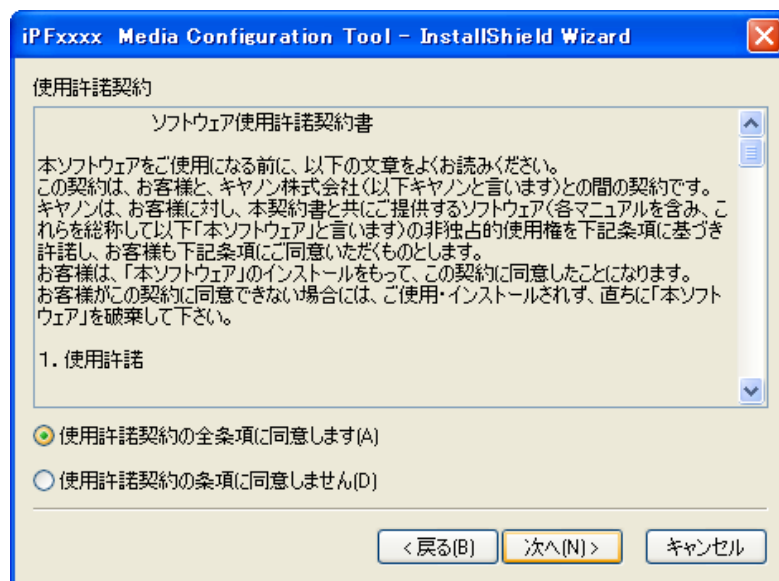 iPFxxxx Media Configuration Tool - InstallShield Wizard
使用許諾契約
ソフトウェア使用許諾契約書
本ソフトウェアをご使用になる前に、以下の文章をよくお読みください。
この契約は、お客様と、キヤノン株式会社(以下キヤノンと言います)との間の契約です。
キヤノンは、お客様に対し、本契約書と共にご提供するソフトウェア(各マニュアルを含み、こ
れらを総称して以下「本ソフトウェア」と言います)の非独占的使用権を下記条項に基づき
許諾し、お客様も下記条項にご同意いただくものとします。
お客様は、「本ソフトウェア」のインストールをもって、この契約に同意したことになります。
お客様がこの契約に同意できない場合には、ご使用・インストールされず、直ちに「本ソフト
ウェア」を破棄して下さい。
1．使用許諾
使用許諾契約の全条項に同意します(A)
使用許諾契約の条項に同意しません(D)
< 戻る(B)
次へ(N) >
キャンセル